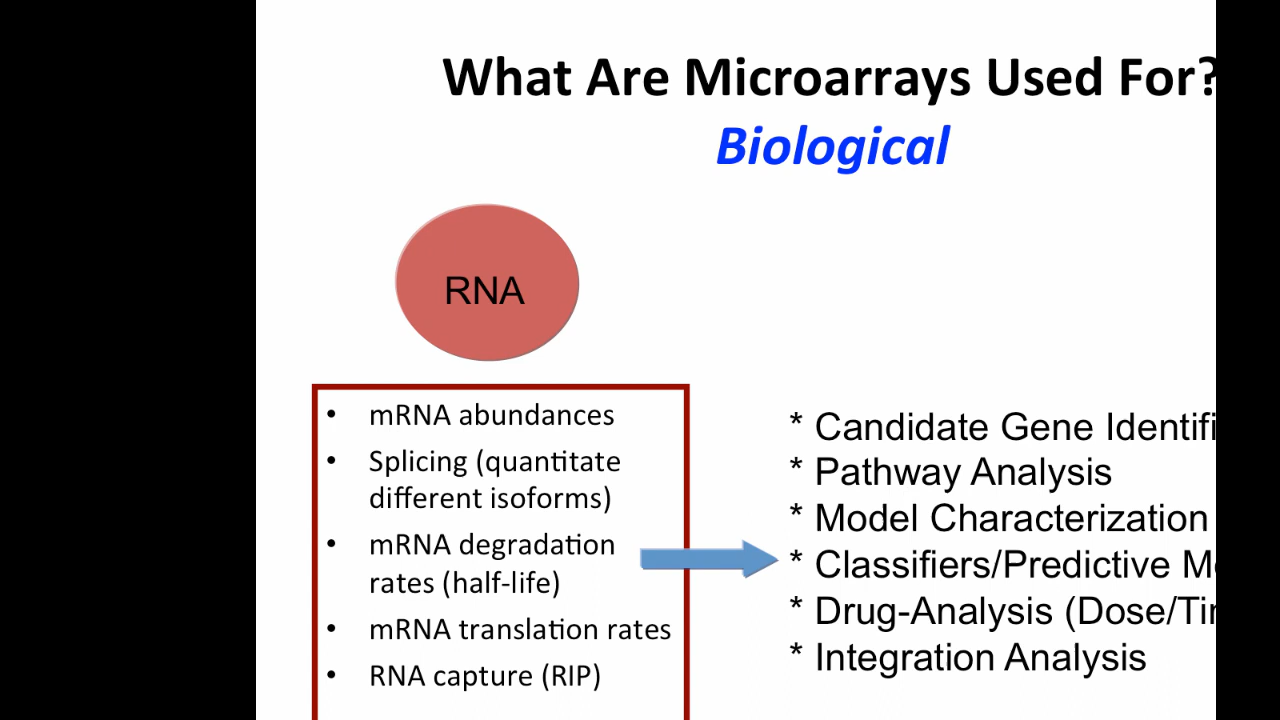 What Are Microarrays Used For?
Biological
RNA
• mRNA abundances
• Splicing (quantitate
different isoforms)
• mRNA degradation
rates (half-life)
• mRNA translation rates
• RNA capture (RIP)
* Candidate Gene Identifi
* Pathway Analysis
* Model Characterization
* Classifiers/Predictive M
* Drug-Analysis (Dose/Ti
* Integration Analysis